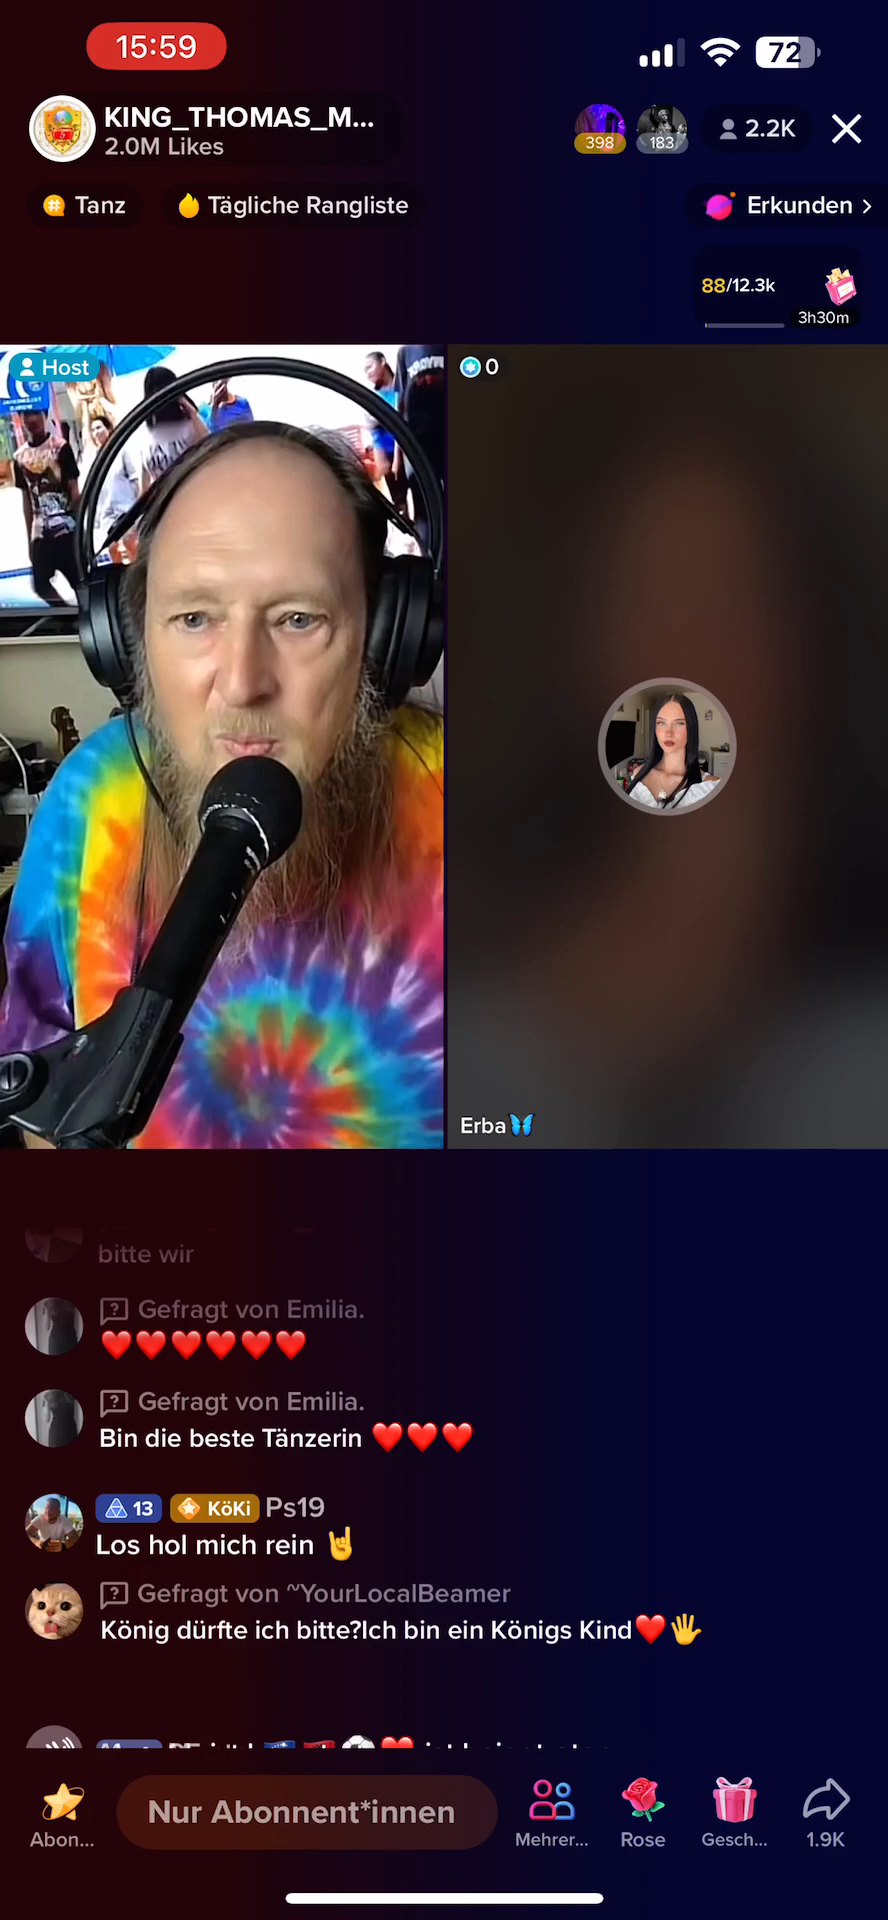 15:59
72
KING_THOMAS_M...
2.0M Likes
398
183
2.2K
Tanz
Tägliche Rangliste
Erkunden >
88/12.3k
3h30m
Host
0
Erba🦋
bitte wir
Gefragt von Emilia.
❤️❤️❤️❤️❤️❤️
Gefragt von Emilia.
Bin die beste Tänzerin ❤️❤️❤️
13 KöKi Ps19
Los hol mich rein 🤘
Gefragt von ~YourLocalBeamer
König dürfte ich bitte?Ich bin ein Königs Kind❤️🖐️
Abon...
Nur Abonnent*innen
Mehrer...
Rose
Gesch...
1.9K